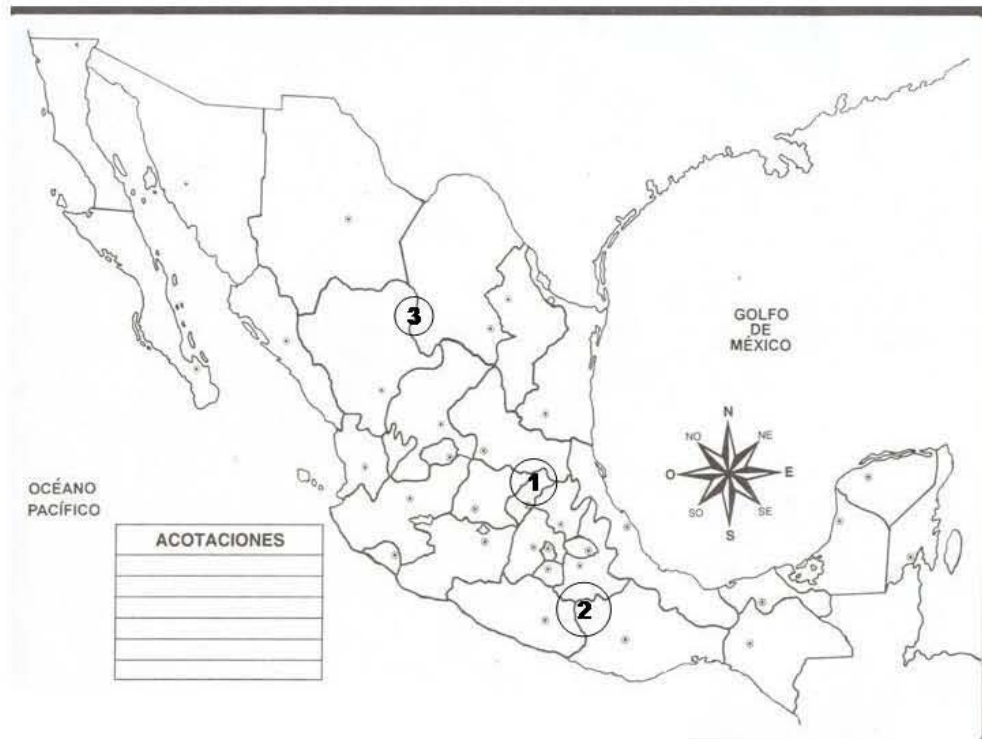 3
GOLFO
DE
MÉXICO
N
NO
NE
O
E
SO
SE
S
1
OCÉANO
PACÍFICO
ACOTACIONES
2